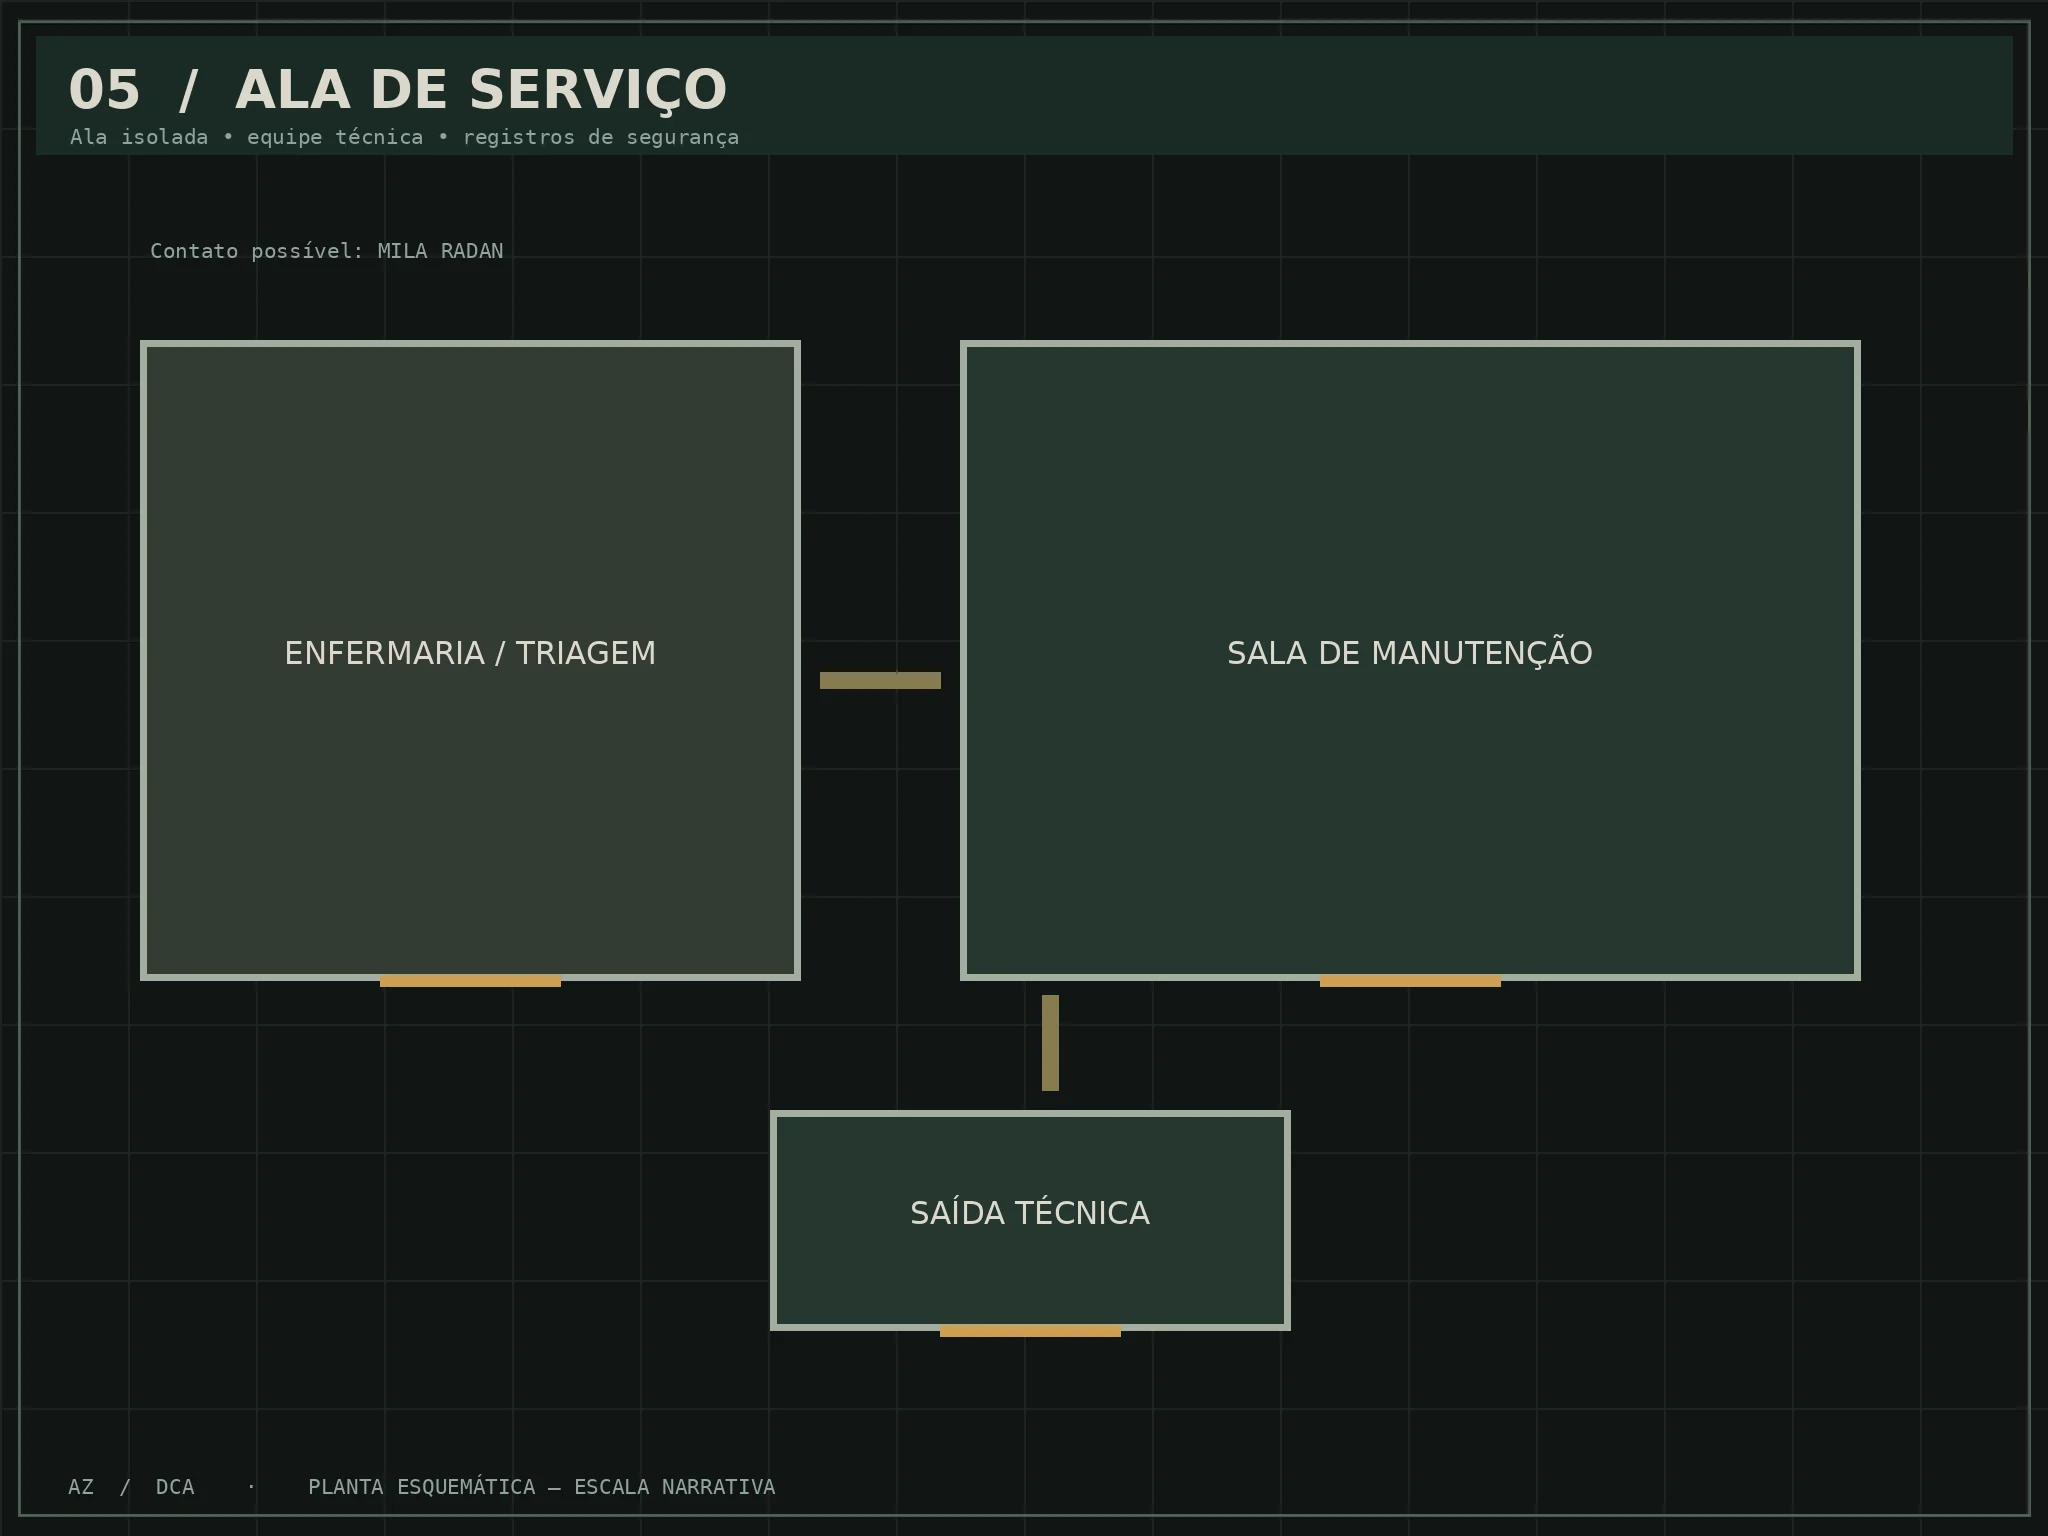 05 / ALA DE SERVIÇO
Ala isolada • equipe técnica • registros de segurança
Contato possível: MILA RADAN
ENFERMARIA / TRIAGEM
SALA DE MANUTENÇÃO
SAÍDA TÉCNICA
AZ / DCA · PLANTA ESQUEMÁTICA — ESCALA NARRATIVA